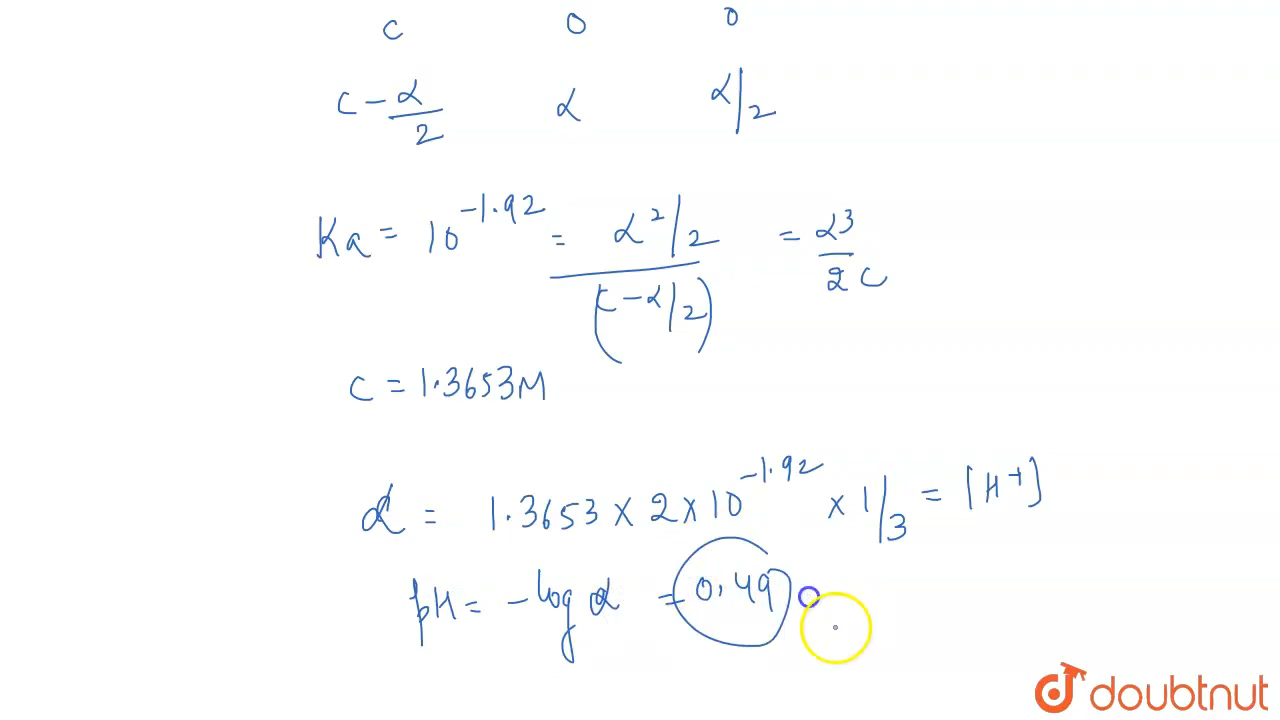 C 0 0
C - α/2 α α/2
Ka = 10^-1.92 = (α²/2)/(C - α/2) = α³/2C
C = 1.3653M
α = 1.3653 × 2 × 10^-1.92 × 1/3 = [H+]
pH = - log α = 0.49
doubtnut